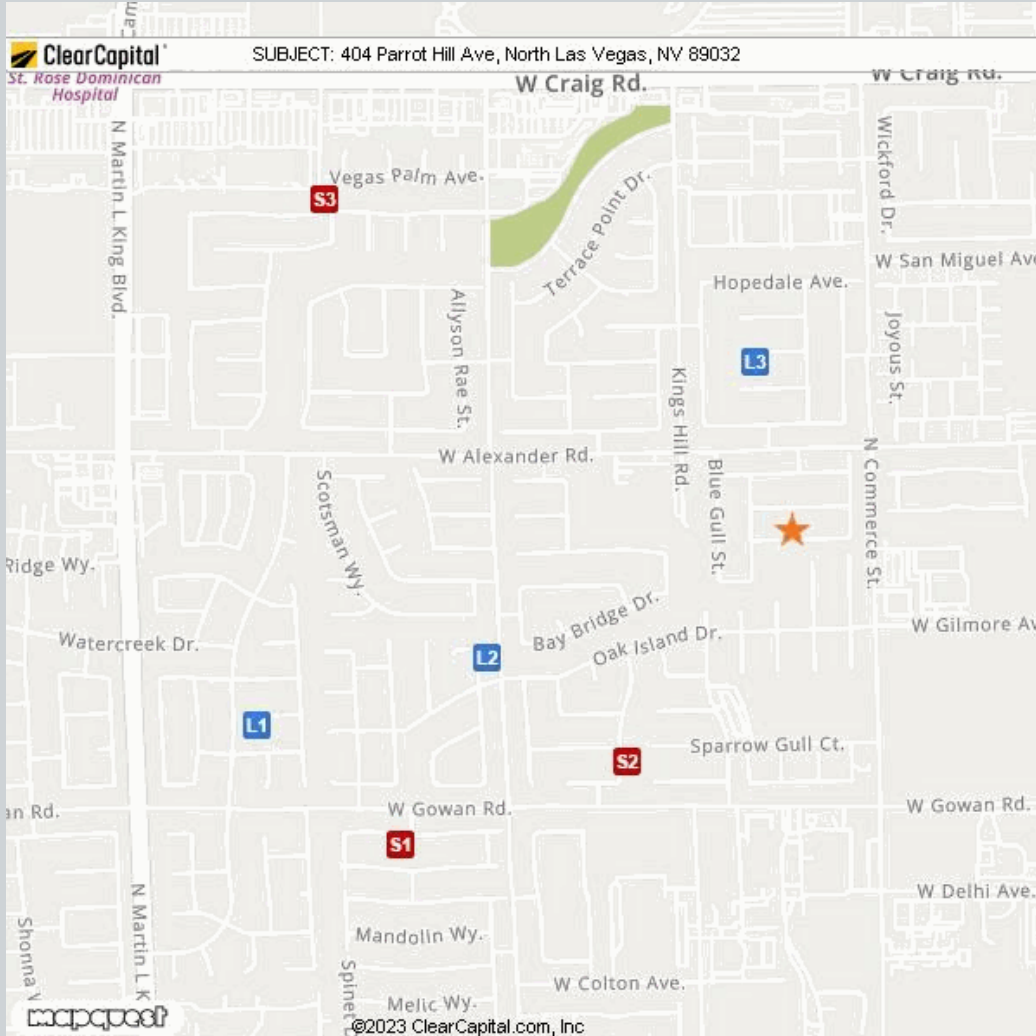 ClearCapital
SUBJECT: 404 Parrot Hill Ave, North Las Vegas, NV 89032
St. Rose Dominican
Hospital
W Craig Rd.
W Craig Rd.
N Martin L King Blvd.
Vegas Palm Ave.
S3
Terrace Point Dr.
Wickford Dr.
W San Miguel Ave
Hopedale Ave.
Allyson Rae St.
Joyous St.
L3
Kings Hill Rd.
W Alexander Rd.
N Commerce St.
Blue Gull St.
Scotsman Wy.
Ridge Wy.
Bay Bridge Dr.
Watercreek Dr.
Oak Island Dr.
W Gilmore Av
L2
L1
Sparrow Gull Ct.
S2
an Rd.
W Gowan Rd.
W Gowan Rd.
S1
N Martin L K
W Delhi Ave.
Shonna
Mandolin Wy.
Spinet
W Colton Ave.
Melic Wy.
mapquest
©2023 ClearCapital.com, Inc